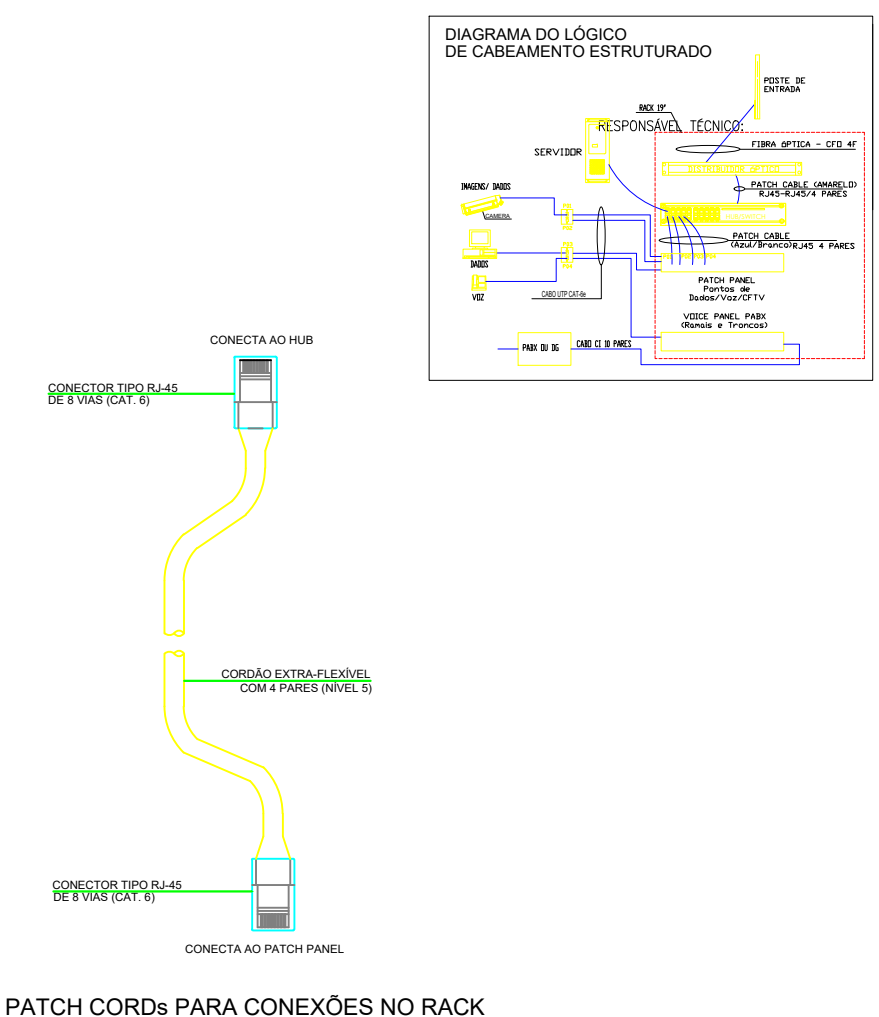 DIAGRAMA DO LÓGICO
DE CABEAMENTO ESTRUTURADO
POSTE DE
ENTRADA
RACK 19"
RESPONSÁVEL TÉCNICO:
FIBRA ÓPTICA - CFO 4F
SERVIDOR
DISTRIBUIDOR OPTICO
PATCH CABLE (AMARELO)
RJ45-RJ45/4 PARES
IMAGENS/ DADOS
CAMERA
PATCH CABLE
(Azul/Branco)RJ45 4 PARES
DADOS
VOZ
CABO UTP CAT-6e
PATCH PANEL
Pontos de
Dados/Voz/CFTV
VOICE PANEL PABX
(Ramais e Troncos)
PABX OU DG
CABO CI 10 PARES
CONECTA AO HUB
CONECTOR TIPO RJ-45
DE 8 VIAS (CAT. 6)
CORDÃO EXTRA-FLEXÍVEL
COM 4 PARES (NÍVEL 5)
CONECTOR TIPO RJ-45
DE 8 VIAS (CAT. 6)
CONECTA AO PATCH PANEL
PATCH CORDs PARA CONEXÕES NO RACK